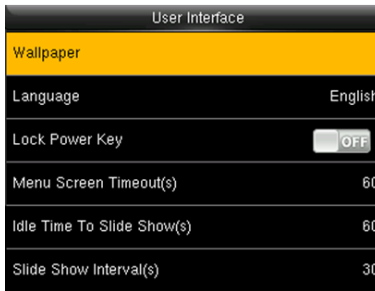 User Interface
Wallpaper
Language English
Lock Power Key OFF
Menu Screen Timeout(s) 60
Idle Time To Slide Show(s) 60
Slide Show Interval(s) 30